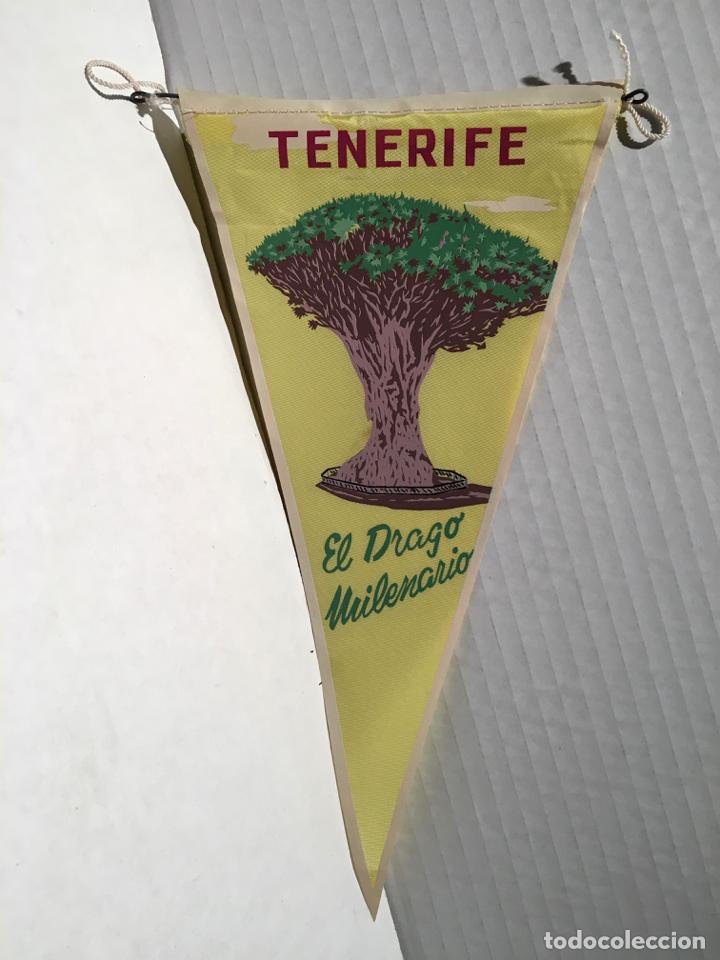 TENERIFE
El Drago
Milenario
todocoleccion